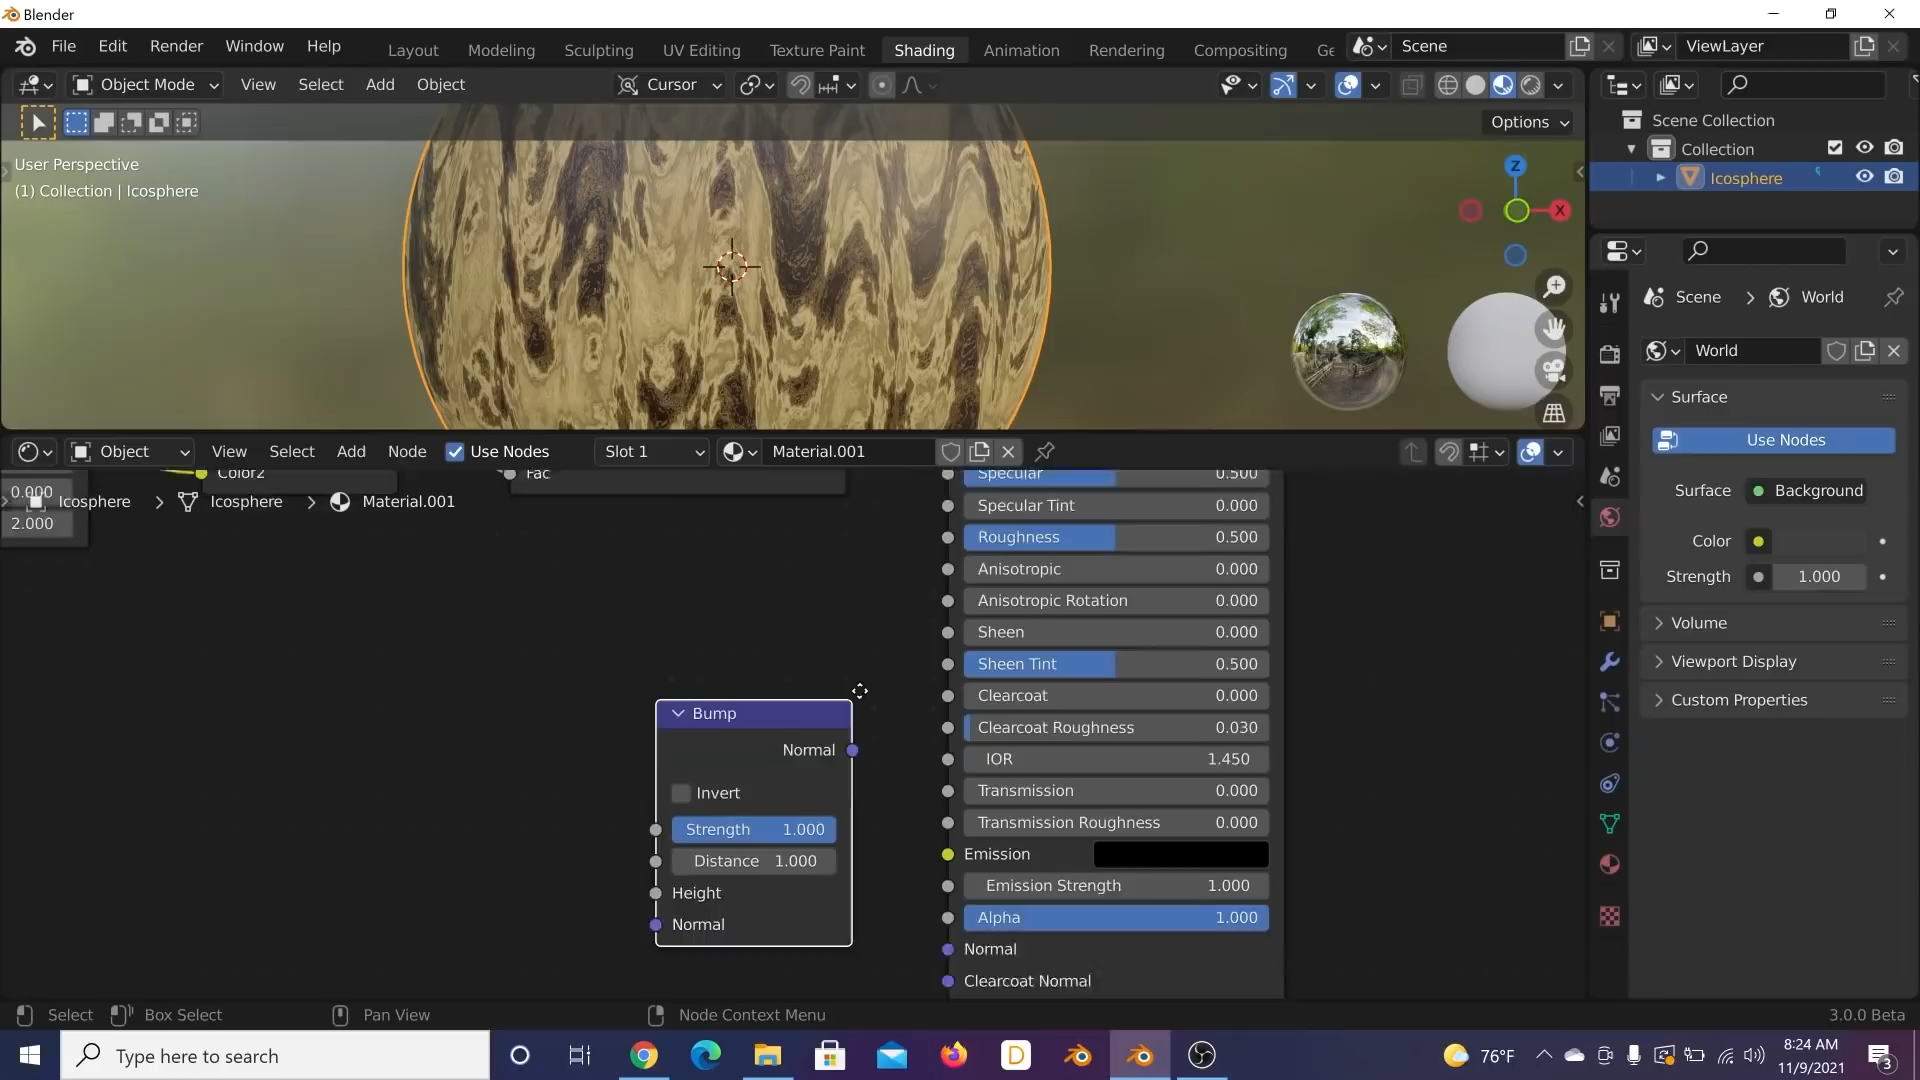 Blender
File Edit Render Window Help
Layout Modeling Sculpting UV Editing Texture Paint Shading Animation Rendering Compositing Ge
Scene
ViewLayer
Object Mode View Select Add Object
Cursor
Options
User Perspective
(1) Collection | Icosphere
Z
X
Scene Collection
Collection
Icosphere
Scene > World
World
Surface
Use Nodes
Surface Background
Color
Strength 1.000
Volume
Viewport Display
Custom Properties
Object View Select Add Node Use Nodes Slot 1 Material.001
Color2
Fac
0.000
2.000
Icosphere > Icosphere > Material.001
Specular 0.500
Specular Tint 0.000
Roughness 0.500
Anisotropic 0.000
Anisotropic Rotation 0.000
Sheen 0.000
Sheen Tint 0.500
Clearcoat 0.000
Clearcoat Roughness 0.030
IOR 1.450
Transmission 0.000
Transmission Roughness 0.000
Emission
Emission Strength 1.000
Alpha 1.000
Normal
Clearcoat Normal
Bump
Normal
Invert
Strength 1.000
Distance 1.000
Height
Normal
Select Box Select Pan View Node Context Menu 3.0.0 Beta
Type here to search
D
76°F
8:24 AM
11/9/2021
3